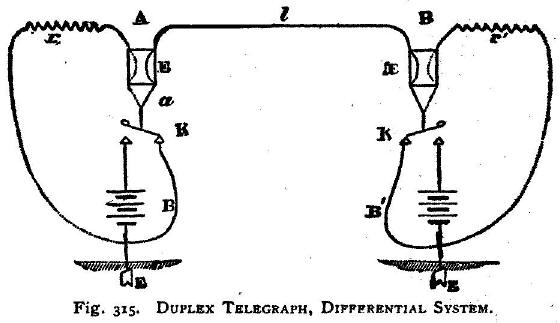 A l B
r r'
E E
a
K K
B B'
E E
Fig. 315. DUPLEX TELEGRAPH, DIFFERENTIAL SYSTEM.